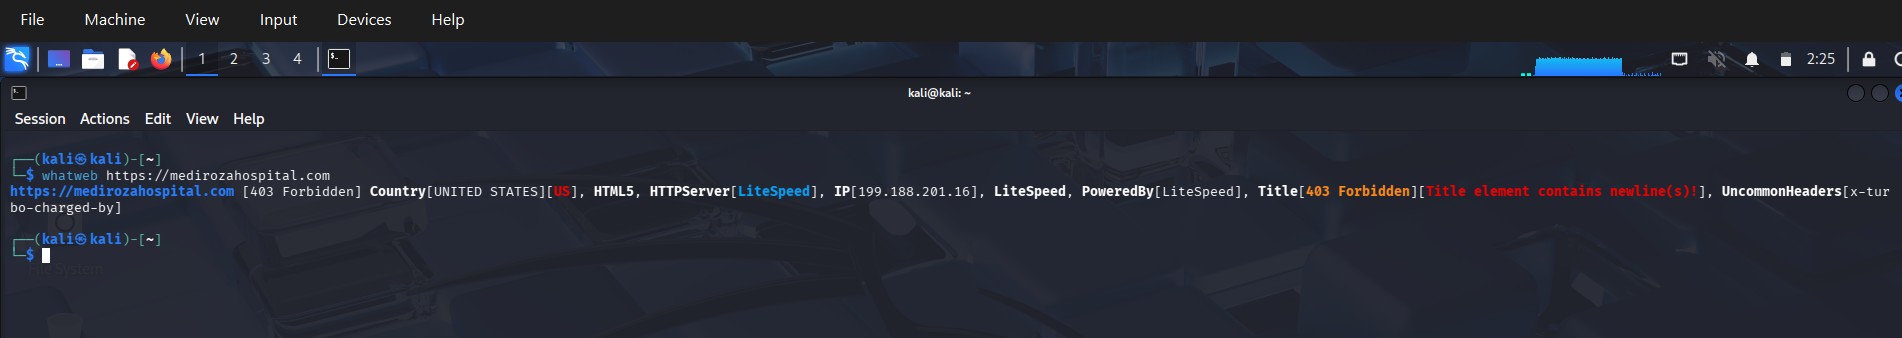 File Machine View Input Devices Help
1 2 3 4 2:25
kali@kali: ~
Session Actions Edit View Help
┌──(kali㉿kali)-[~]
└─$ whatweb https://medirozahospital.com
https://medirozahospital.com [403 Forbidden] Country[UNITED STATES][US], HTML5, HTTPServer[LiteSpeed], IP[199.188.201.16], LiteSpeed, PoweredBy[LiteSpeed], Title[403 Forbidden][Title element contains newline(s)!], UncommonHeaders[x-tur
bo-charged-by]
┌──(kali㉿kali)-[~]
└─$
File System